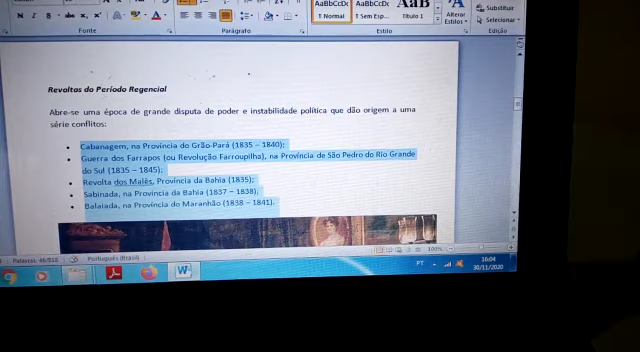 AaBbCcDc AaBbCcDc AaB
¶ Normal ¶ Sem Esp... Título 1 Alterar Estilos Substituir
Selecionar
Fonte Parágrafo Estilo Edição
Revoltas do Período Regencial
Abre-se uma época de grande disputa de poder e instabilidade política que dão origem a uma
série conflitos:
• Cabanagem, na Província do Grão-Pará (1835 – 1840);
• Guerra dos Farrapos (ou Revolução Farroupilha), na Província de São Pedro do Rio Grande
do Sul (1835 – 1845);
• Revolta dos Malês, Província da Bahia (1835);
• Sabinada, na Província da Bahia (1837 – 1838),
• Balaiada, na Província do Maranhão (1838 – 1841).
Palavras: 46/918 Português (Brasil) 100%
PT 16:04
30/11/2020